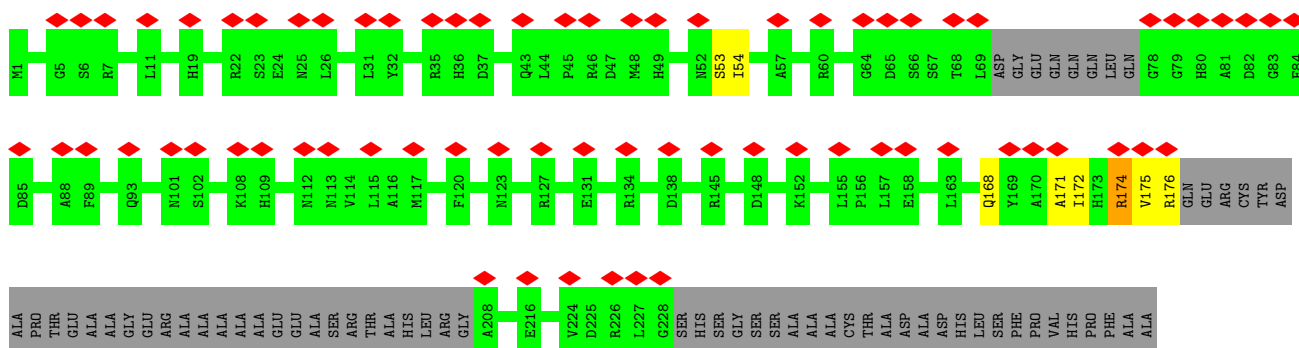 M1 G5 S6 R7 L11 H19 R22 S23 E24 N25 L26 L31 Y32 R35 H36 D37 Q43 L44 P45 R46 D47 M48 H49 N52 S53 I54 A57 R60 G64 D65 S66 S67 T68 L69 ASP GLY GLU GLN GLN GLN LEU GLN G78 G79 H80 A81 D82 G83 F84
D85 A88 F89 Q93 N101 S102 K108 H109 N112 N113 V114 L115 A116 M117 F120 N123 R127 E131 R134 D138 R145 D148 K152 L155 P156 L157 E158 L163 Q168 Y169 A170 A171 I172 H173 R174 V175 R176 GLN GLU ARG CYS TYR ASP
ALA PRO THR GLU ALA ALA GLY GLU ARG ALA ALA ALA ALA ALA GLU GLU ALA SER ARG THR ALA HIS LEU ARG GLY A208 E216 V224 D225 R226 L227 G228 SER HIS SER GLY SER SER ALA ALA ALA CYS THR ALA ASP ALA ASP HIS LEU SER PHE PRO VAL HIS PRO PHE ALA ALA